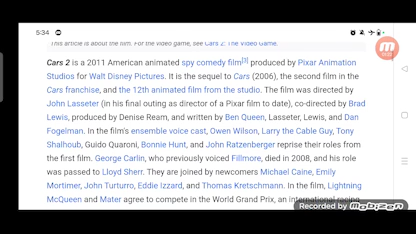 5:34
This article is about the film. For the video game, see Cars 2: The Video Game.
Cars 2 is a 2011 American animated spy comedy film[3] produced by Pixar Animation
Studios for Walt Disney Pictures. It is the sequel to Cars (2006), the second film in the
Cars franchise, and the 12th animated film from the studio. The film was directed by
John Lasseter (in his final outing as director of a Pixar film to date), co-directed by Brad
Lewis, produced by Denise Ream, and written by Ben Queen, Lasseter, Lewis, and Dan
Fogelman. In the film's ensemble voice cast, Owen Wilson, Larry the Cable Guy, Tony
Shalhoub, Guido Quaroni, Bonnie Hunt, and John Ratzenberger reprise their roles from
the first film. George Carlin, who previously voiced Fillmore, died in 2008, and his role
was passed to Lloyd Sherr. They are joined by newcomers Michael Caine, Emily
Mortimer, John Turturro, Eddie Izzard, and Thomas Kretschmann. In the film, Lightning
McQueen and Mater agree to compete in the World Grand Prix, an international racing
Recorded by MOBIZEN